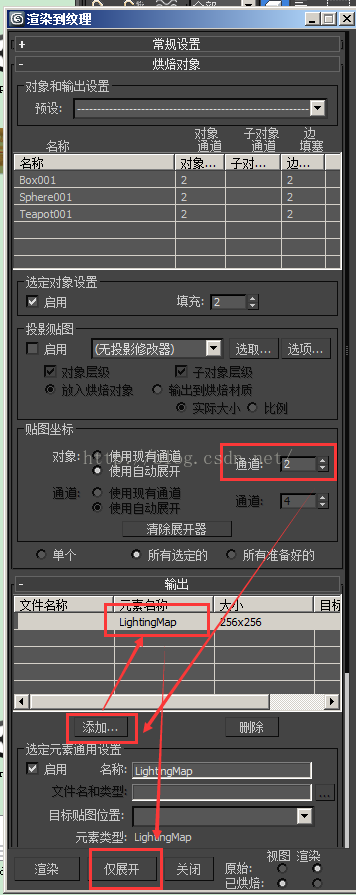 渲染到纹理
+ 常规设置
- 烘焙对象
对象和输出设置
预设:
名称 对象通道 子对象通道 边填塞
名称 对象... 子对... 边...
Box001 2 2
Sphere001 2 2
Teapot001 2 2
选定对象设置
启用 填充: 2
投影贴图
启用 (无投影修改器) 选取... 选项...
对象层级 子对象层级
放入烘焙对象 输出到烘焙材质
实际大小 比例
贴图坐标
对象: 使用现有通道 通道: 2
使用自动展开
通道: 使用现有通道 通道: 4
使用自动展开
清除展开器
单个 所有选定的 所有准备好的
- 输出
文件名称 元素名称 大小 目标
LightingMap 256x256
添加... 删除
选定元素通用设置
启用 名称: LightingMap
文件名和类型: ...
目标贴图位置:
元素类型: LightingMap
渲染 仅展开 关闭 视图 渲染
原始:
已烘焙: